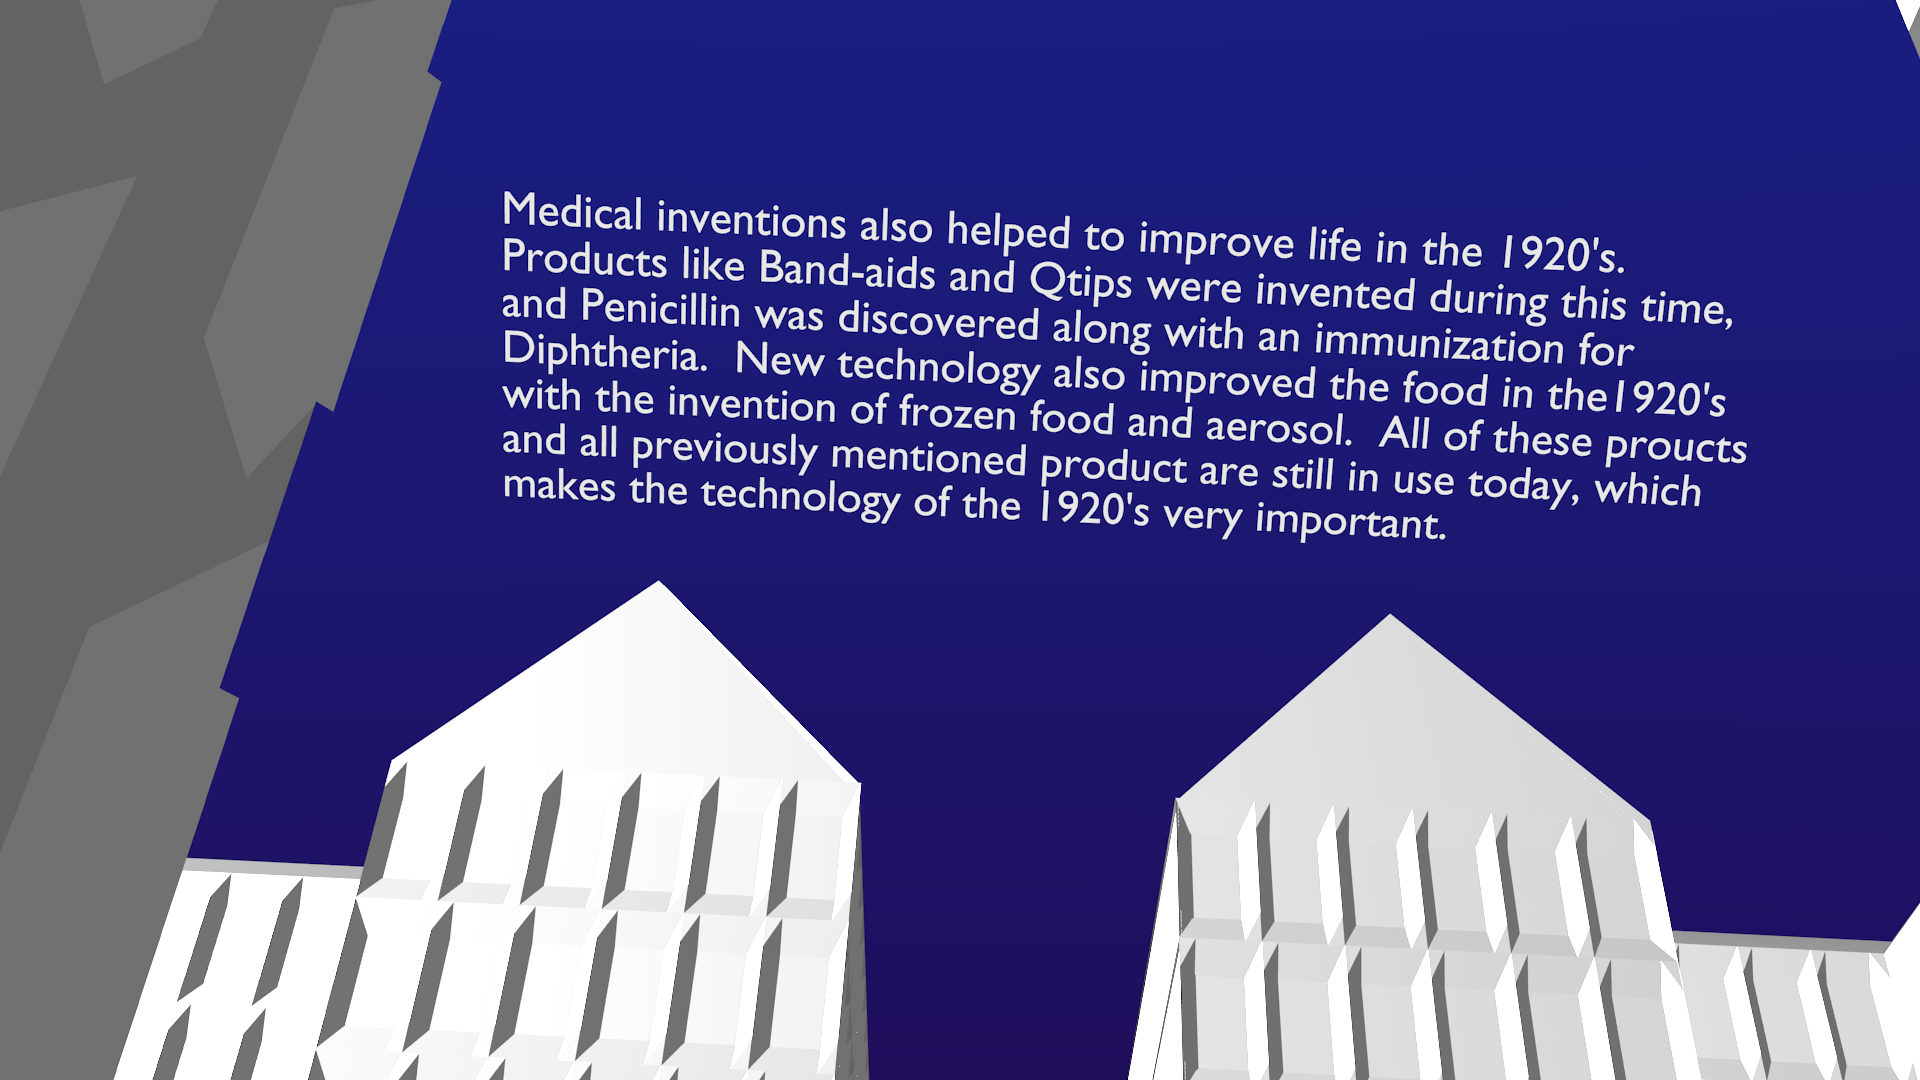 Medical inventions also helped to improve life in the 1920's.
Products like Band-aids and Qtips were invented during this time,
and Penicillin was discovered along with an immunization for
Diphtheria.  New technology also improved the food in the1920's
with the invention of frozen food and aerosol.  All of these proucts
and all previously mentioned product are still in use today, which
makes the technology of the 1920's very important.